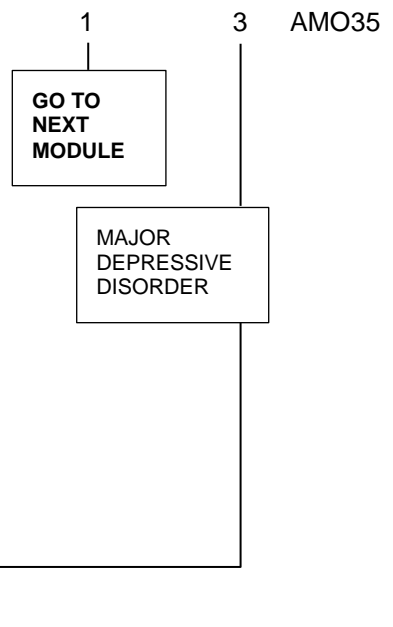 1 3 AMO35
GO TO
NEXT
MODULE
MAJOR
DEPRESSIVE
DISORDER